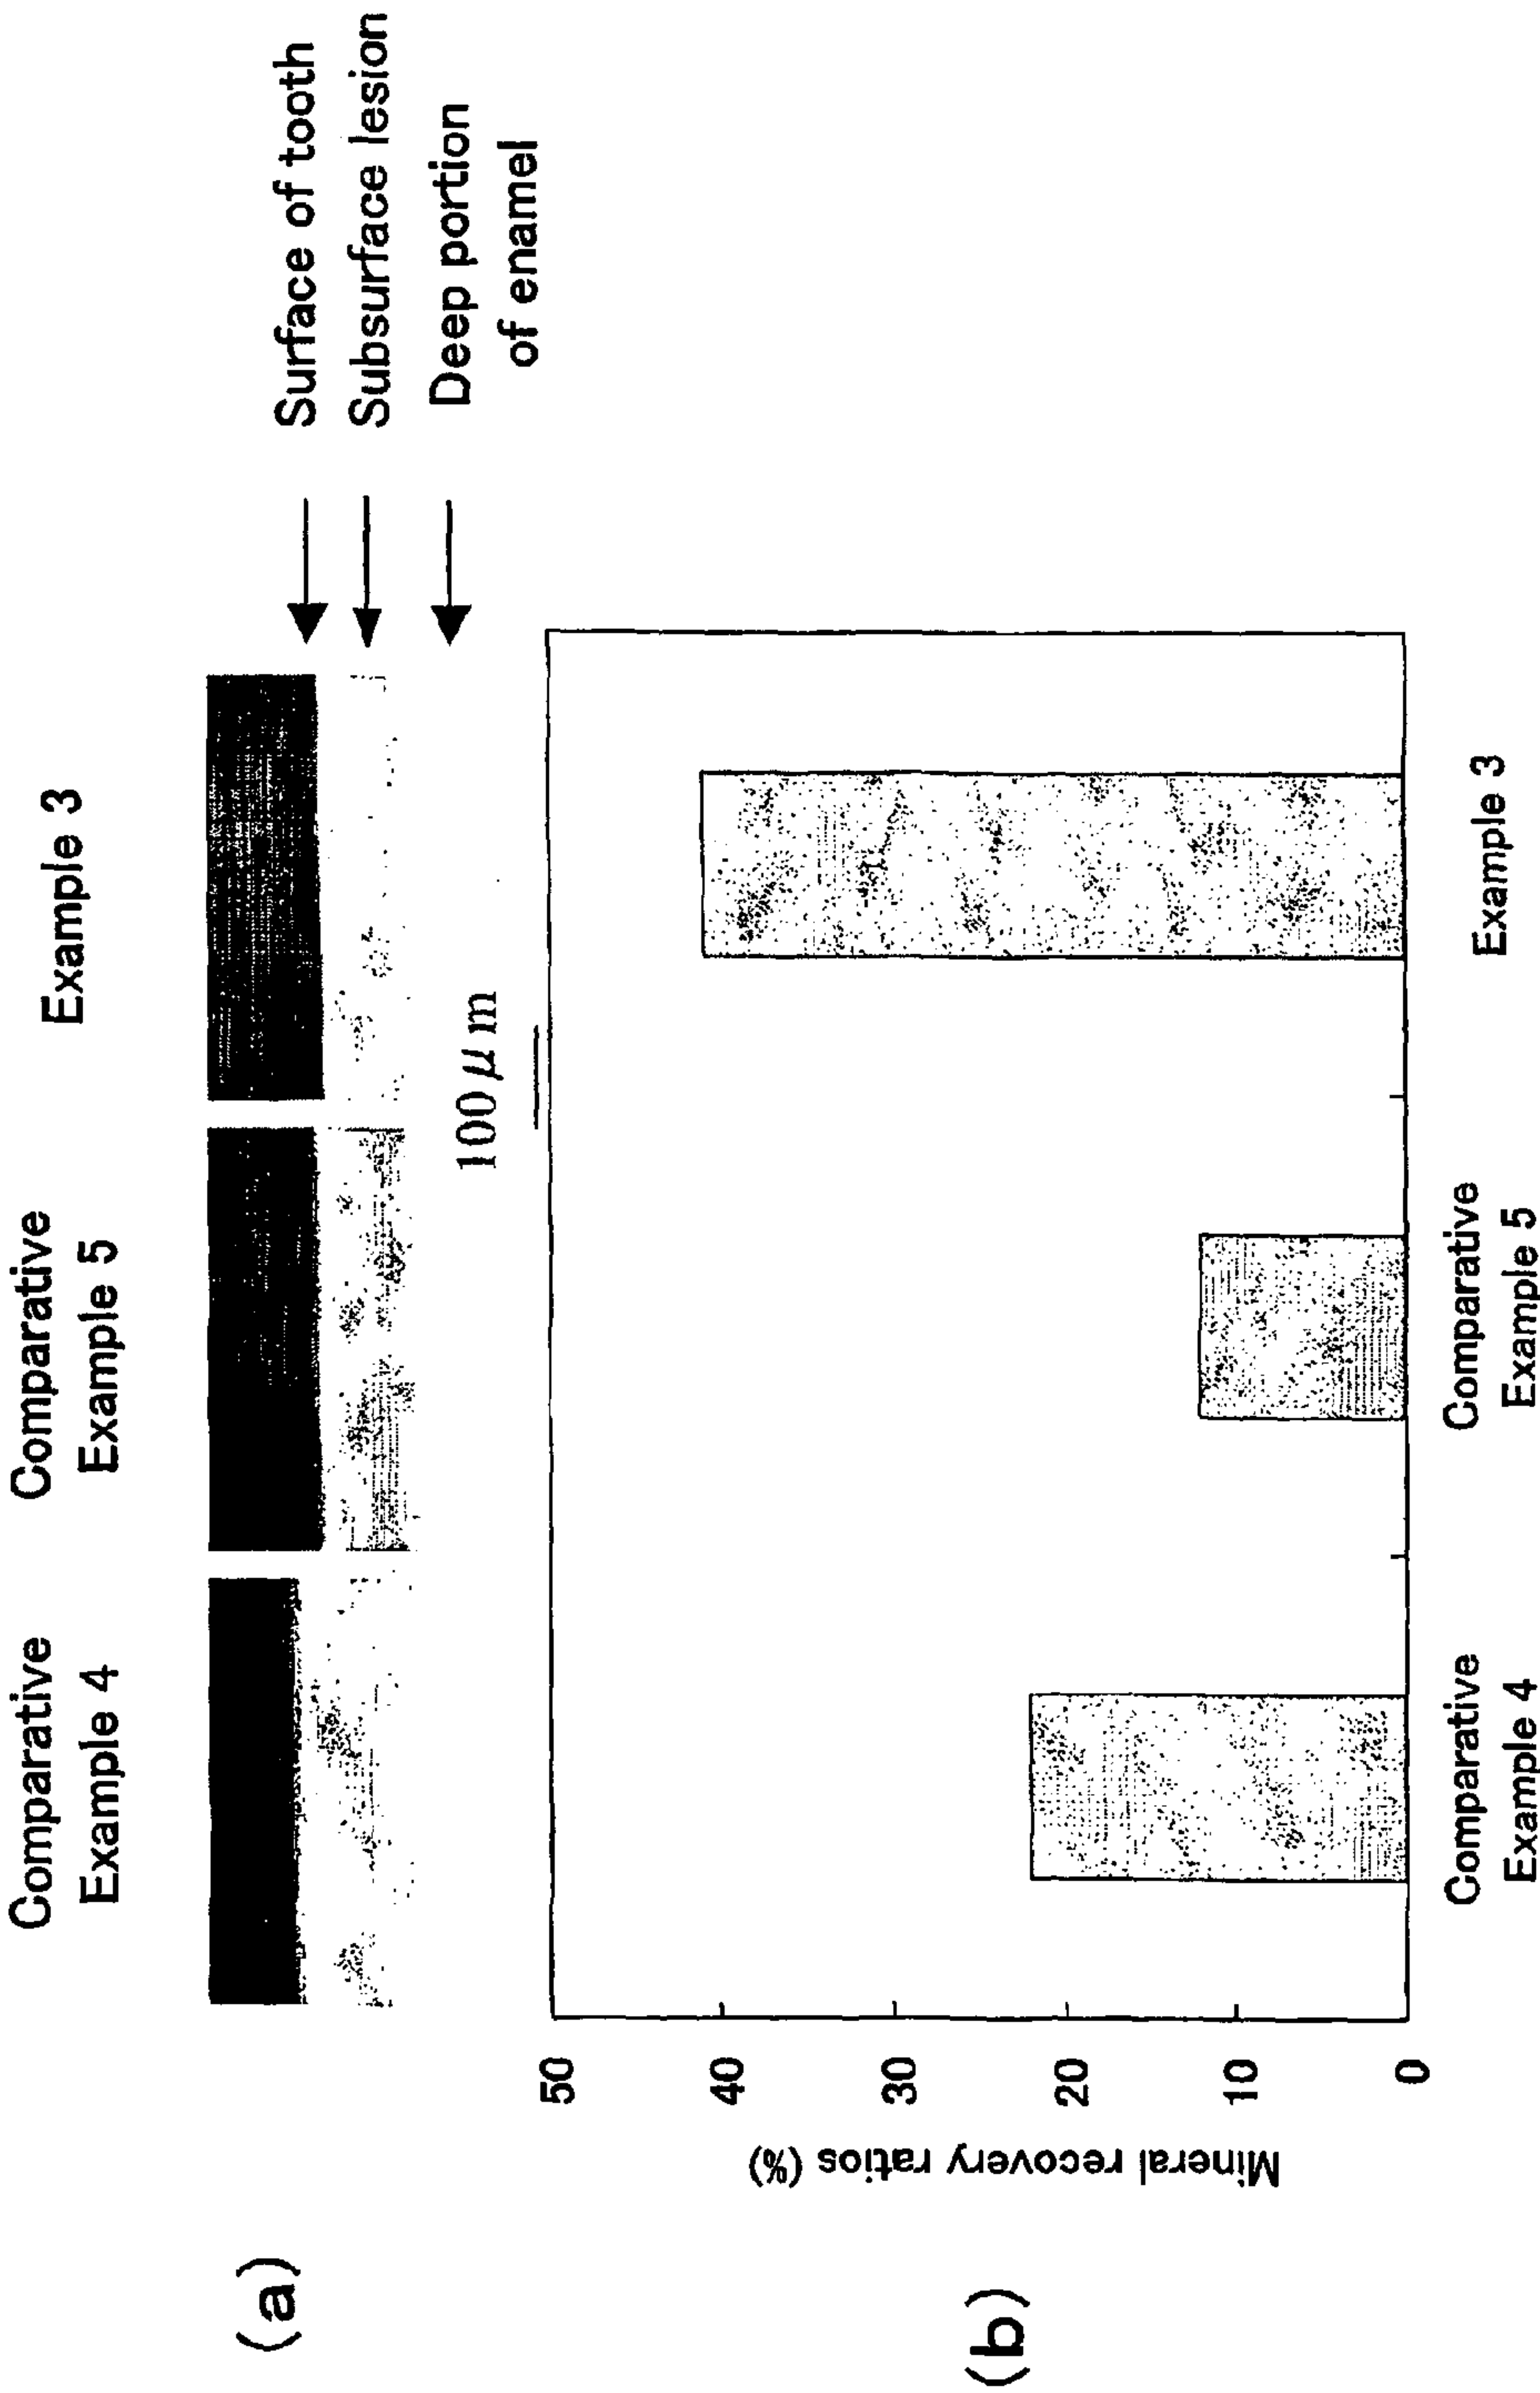 (a)
Comparative
Example 4
Comparative
Example 5
Example 3
Surface of tooth
Subsurface lesion
Deep portion
of enamel
100 μm
(b)
Mineral recovery ratios (%)
50
40
30
20
10
0
Comparative
Example 4
Comparative
Example 5
Example 3